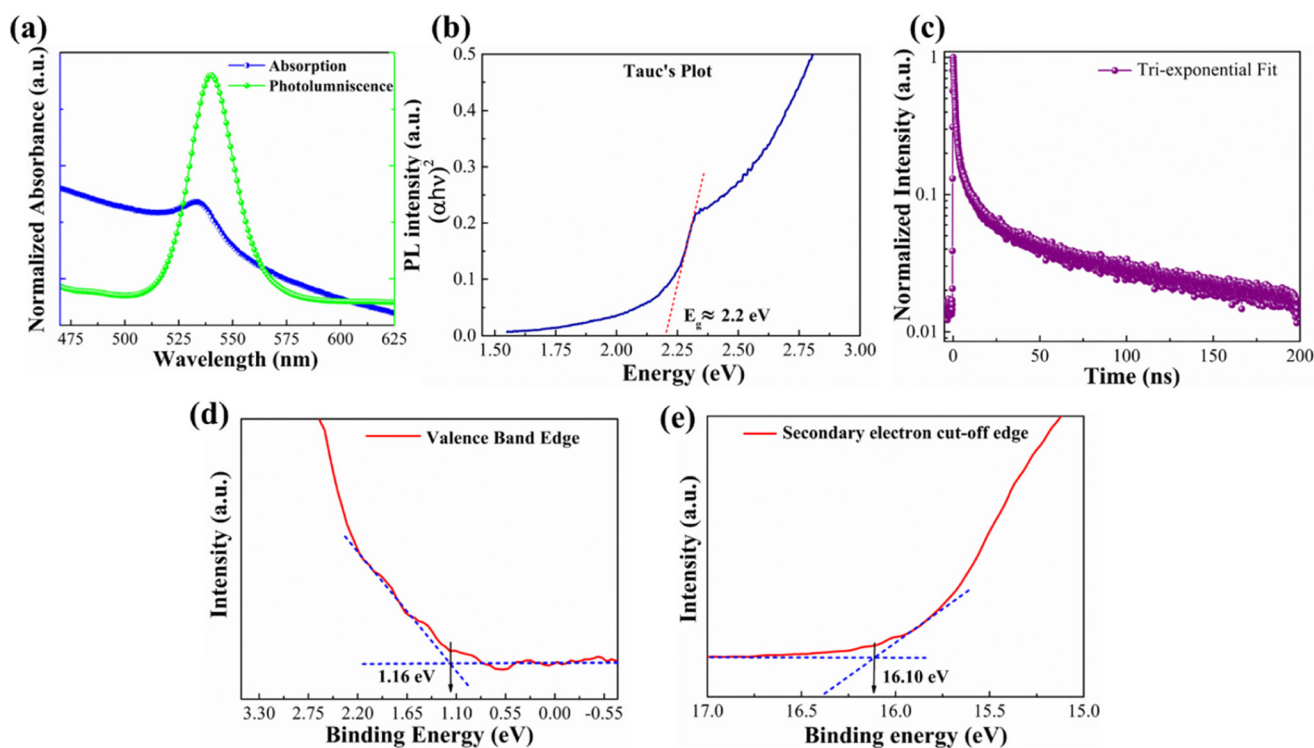 (a)
Absorption
Photolumniscence
Normalized Absorbance (a.u.)
PL intensity (a.u.)
475 500 525 550 575 600 625
Wavelength (nm)
(b)
Tauc's Plot
(αhν)²
0.5
0.4
0.3
0.2
0.1
0.0
E_g≈ 2.2 eV
1.50 1.75 2.00 2.25 2.50 2.75 3.00
Energy (eV)
(c)
Tri-exponential Fit
Normalized Intensity (a.u.)
1
0.1
0.01
0 50 100 150 200
Time (ns)
(d)
Valence Band Edge
Intensity (a.u.)
1.16 eV
3.30 2.75 2.20 1.65 1.10 0.55 0.00 -0.55
Binding Energy (eV)
(e)
Secondary electron cut-off edge
Intensity (a.u.)
16.10 eV
17.0 16.5 16.0 15.5 15.0
Binding energy (eV)